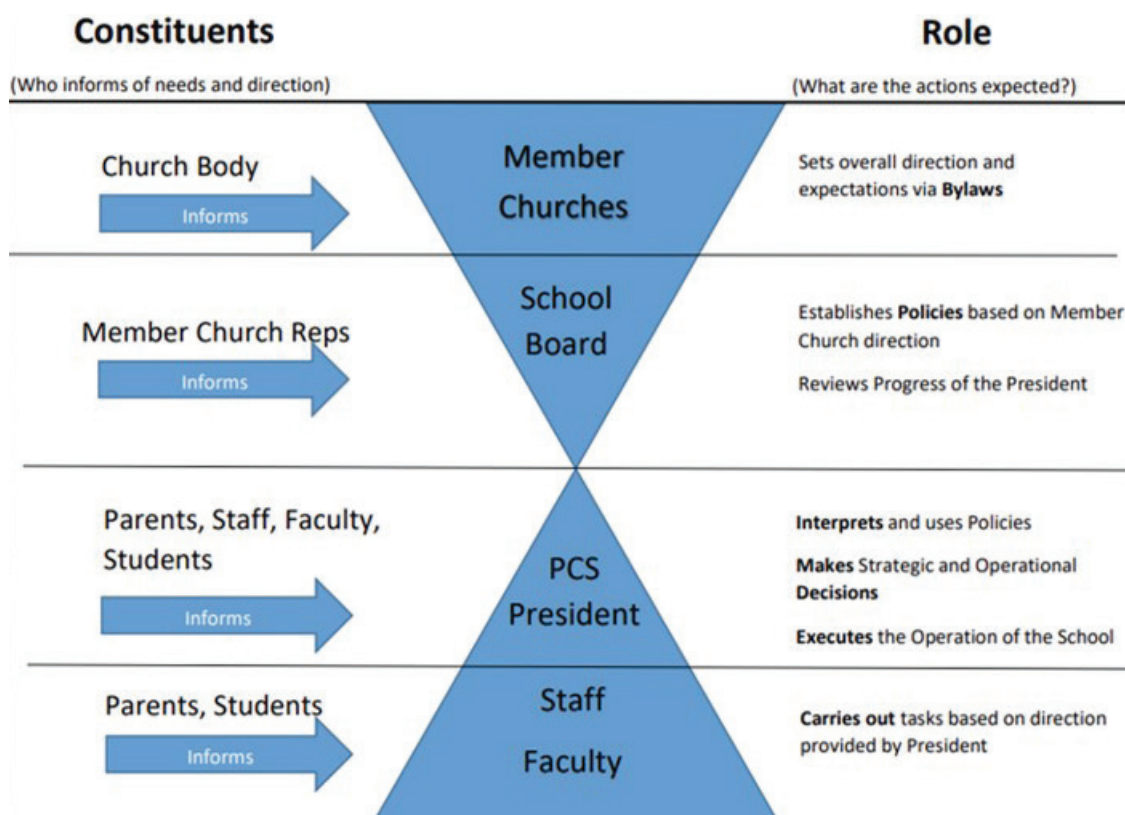 Constituents
Role
(Who informs of needs and direction)
(What are the actions expected?)
Church Body
Informs
Member
Churches
Sets overall direction and
expectations via Bylaws
Member Church Reps
Informs
School
Board
Establishes Policies based on Member
Church direction
Reviews Progress of the President
Parents, Staff, Faculty,
Students
Informs
PCS
President
Interprets and uses Policies
Makes Strategic and Operational
Decisions
Executes the Operation of the School
Parents, Students
Informs
Staff
Faculty
Carries out tasks based on direction
provided by President